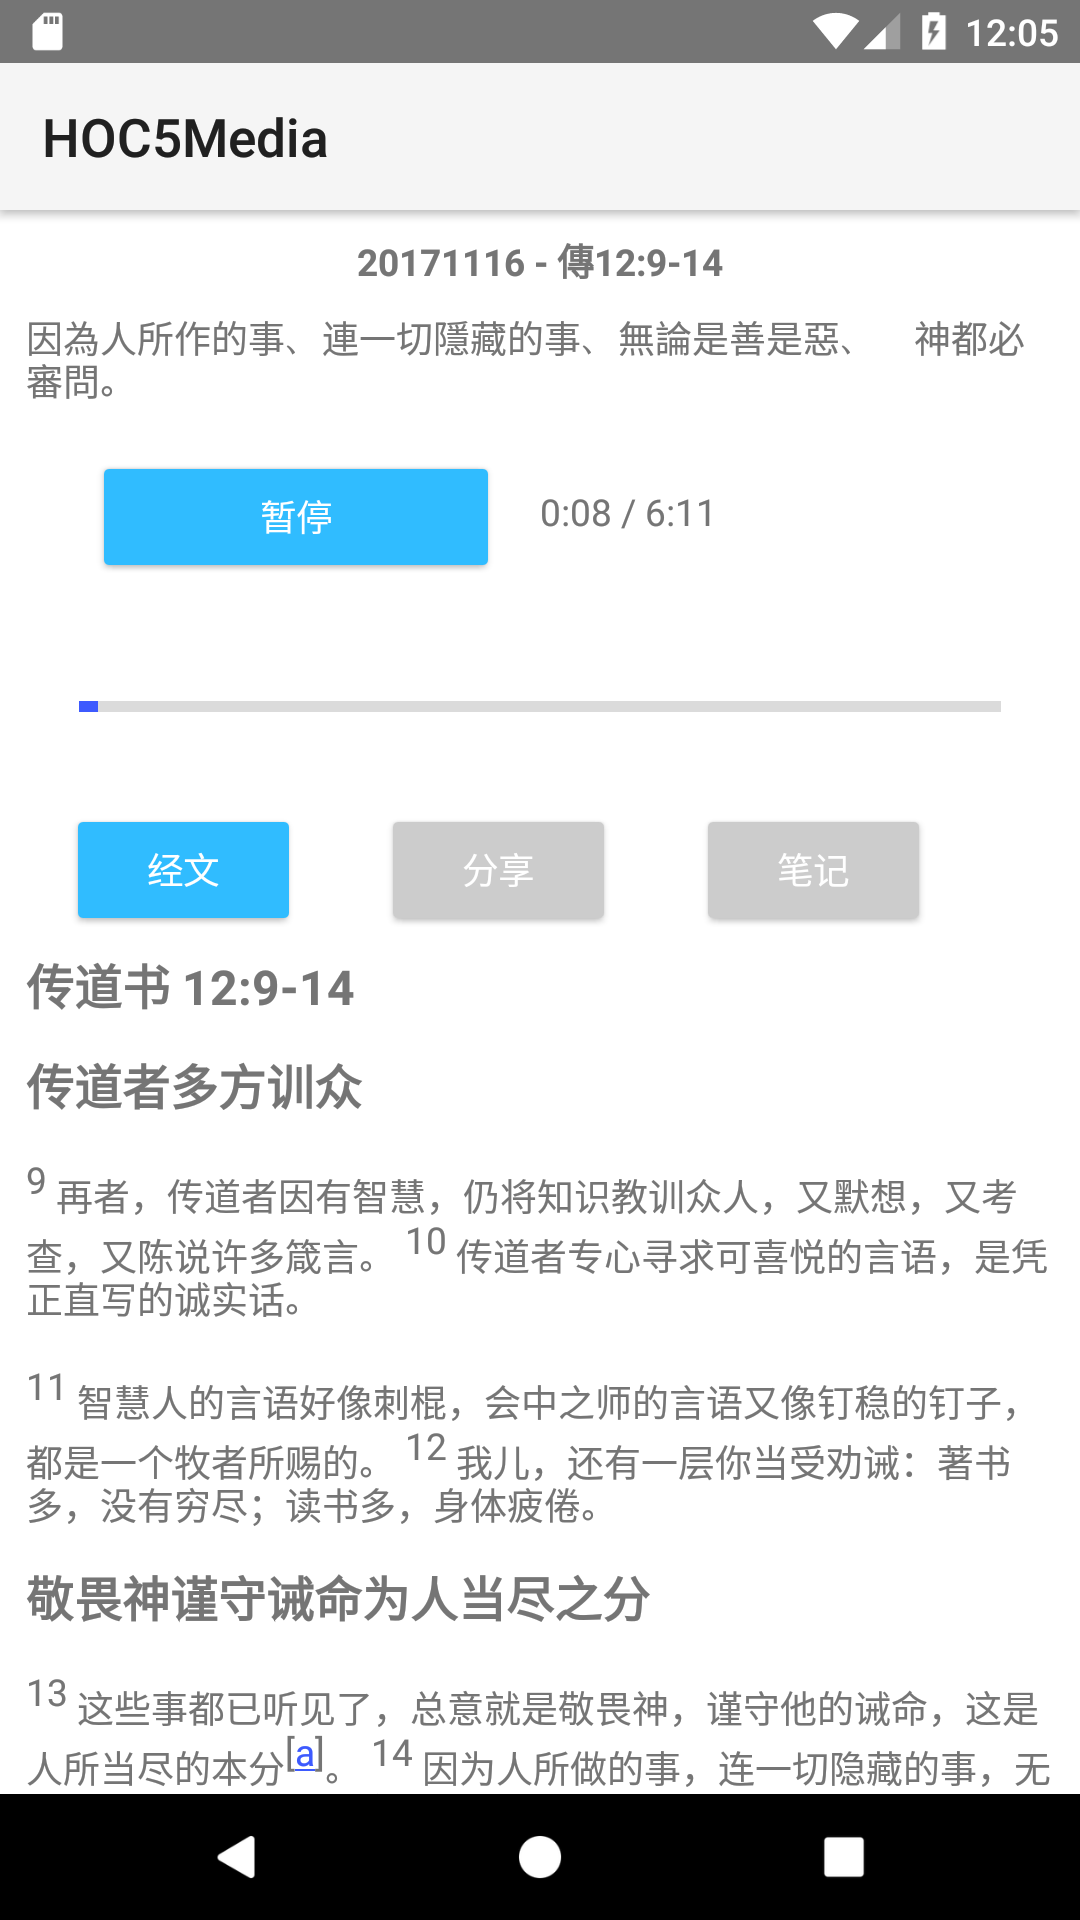 12:05
HOC5Media
20171116 - 傳12:9-14
因為人所作的事、連一切隱藏的事、無論是善是惡、　神都必
審問。
暫停
0:08 / 6:11
经文
分享
笔记
传道书 12:9-14
传道者多方训众
9 再者，传道者因有智慧，仍将知识教训众人，又默想，又考
查，又陈说许多箴言。 10 传道者专心寻求可喜悦的言语，是凭
正直写的诚实话。
11 智慧人的言语好像刺棍，会中之师的言语又像钉稳的钉子，
都是一个牧者所赐的。 12 我儿，还有一层你当受劝诫：著书
多，没有穷尽；读书多，身体疲倦。
敬畏神谨守诫命为人当尽之分
13 这些事都已听见了，总意就是敬畏神，谨守他的诫命，这是
人所当尽的本分[a]。 14 因为人所做的事，连一切隐藏的事，无